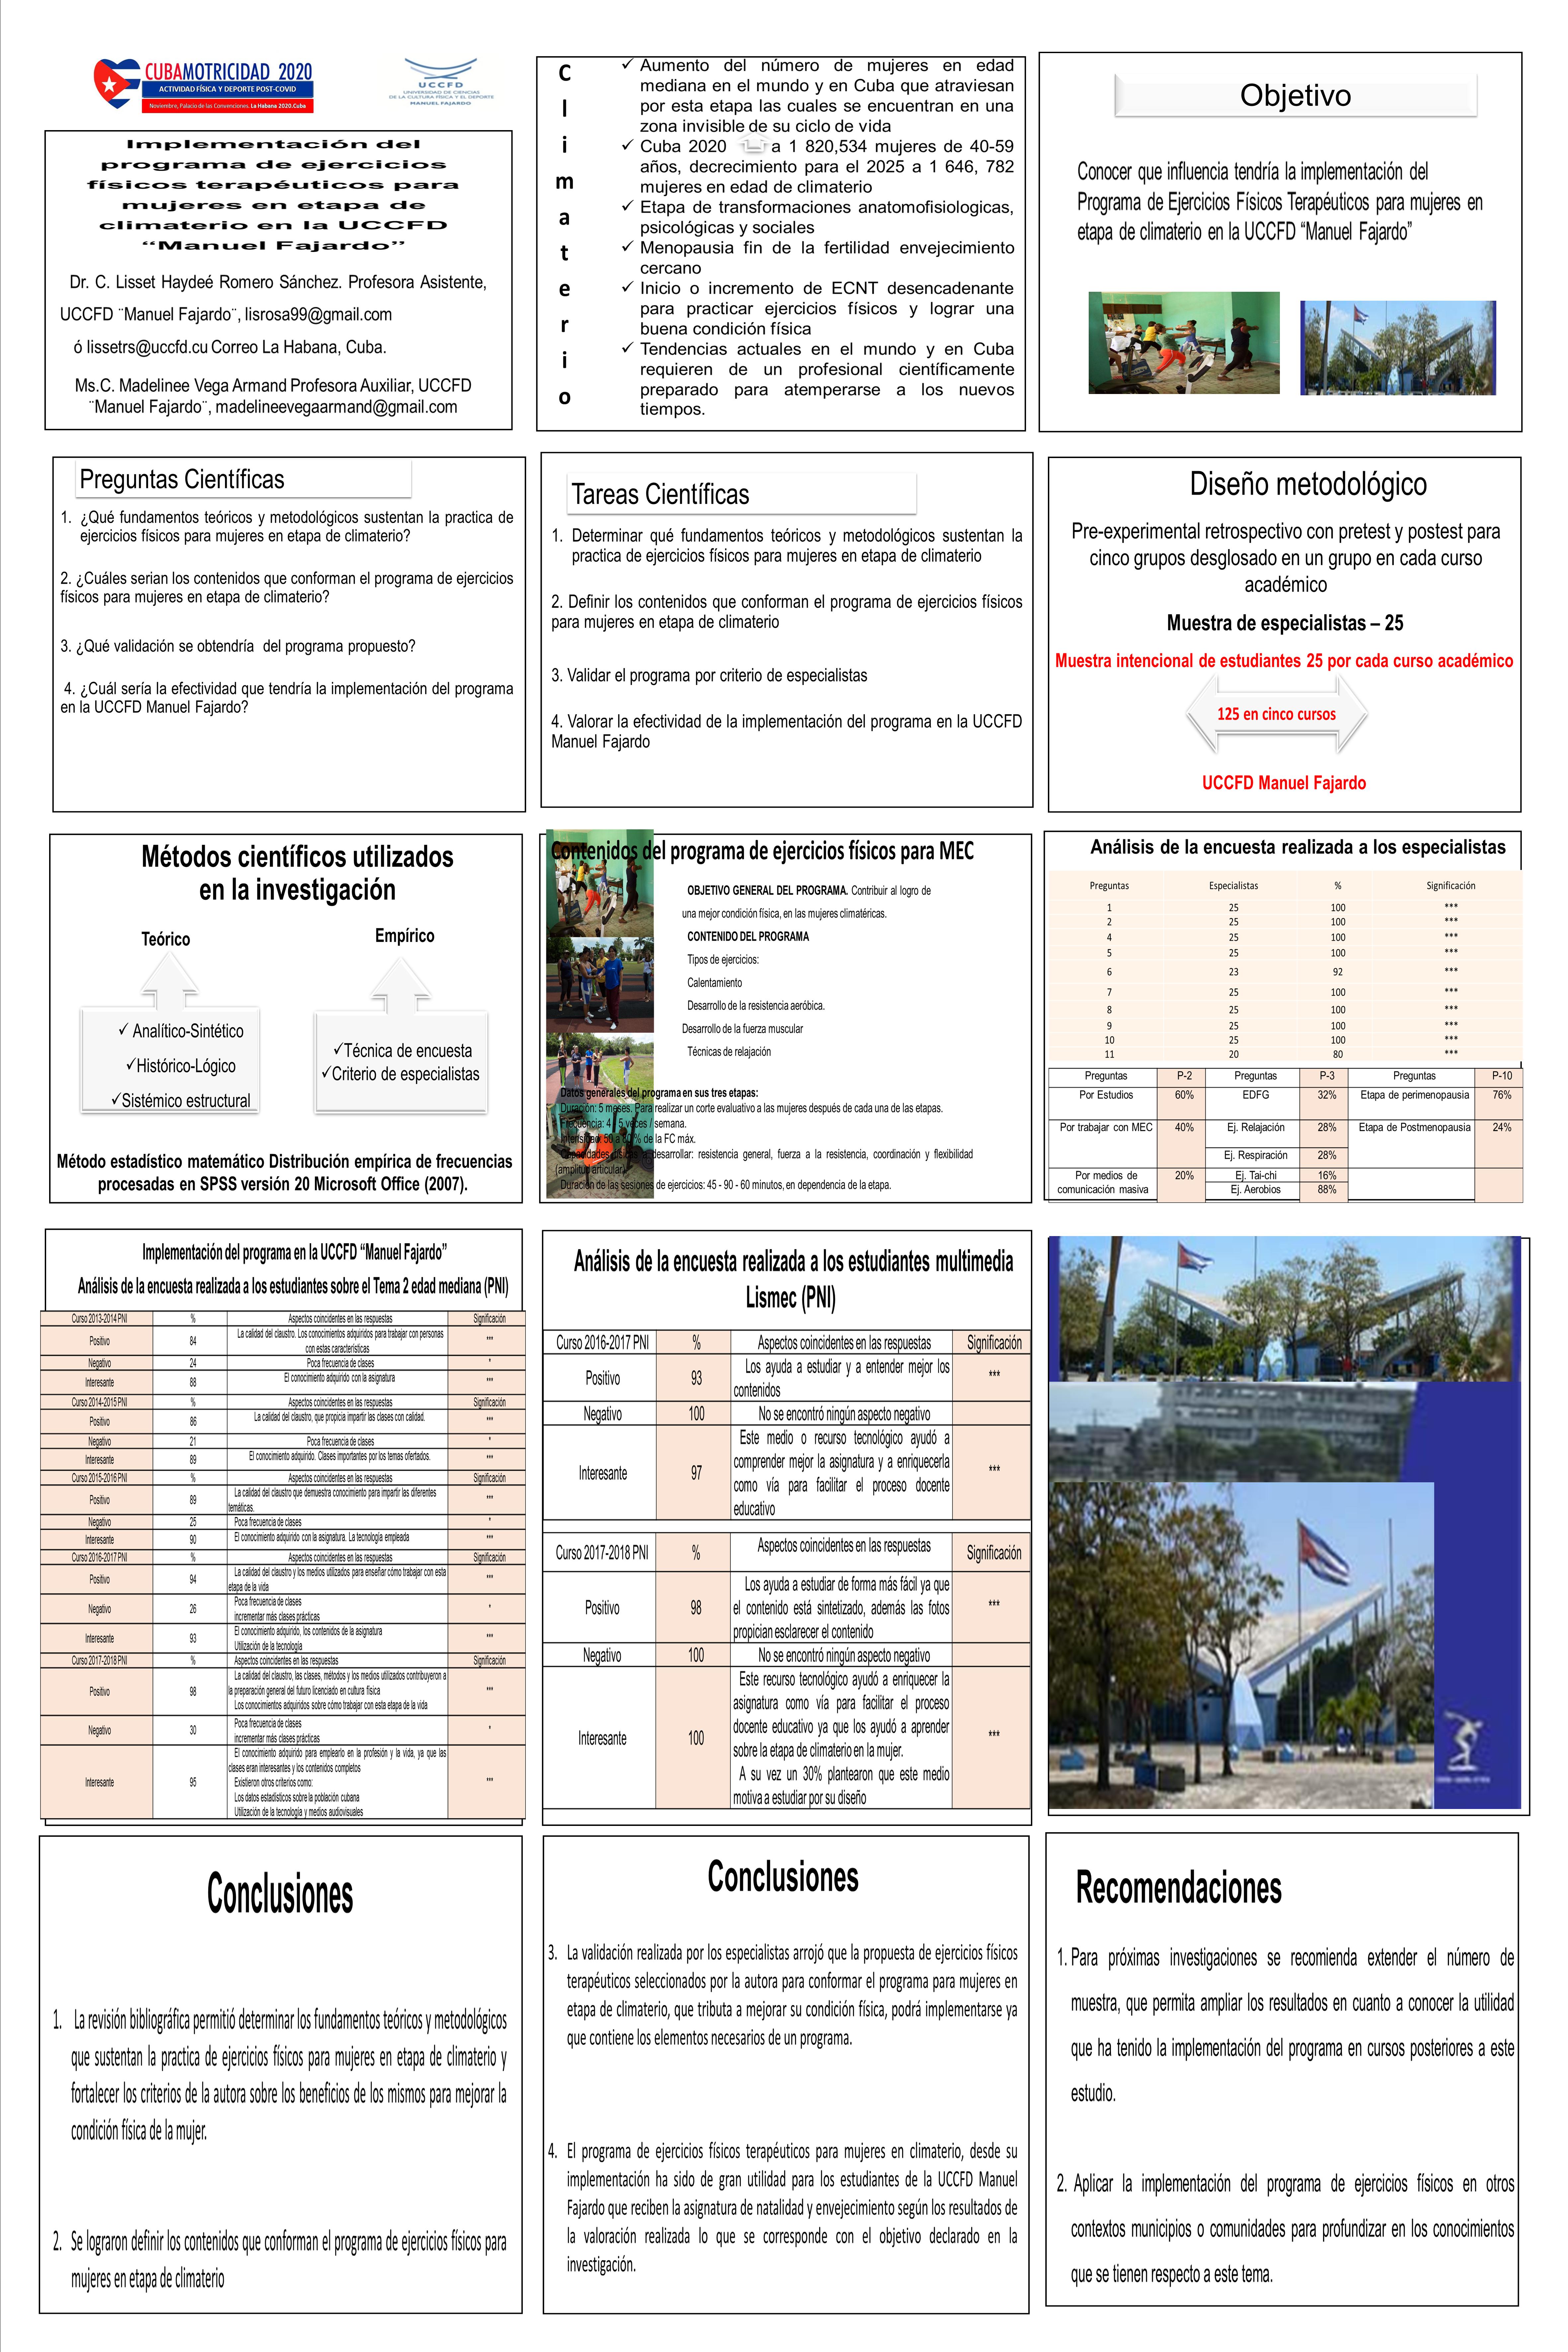 CUBAMOTRICIDAD 2020
ACTIVIDAD FÍSICA Y DEPORTE POST-COVID
Noviembre, Palacio de las Convenciones. La Habana 2020.Cuba
UCCFD
UNIVERSIDAD DE CIENCIAS
DE LA CULTURA FÍSICA Y EL DEPORTE
MANUEL FAJARDO
Implementación del
programa de ejercicios
físicos terapéuticos para
mujeres en etapa de
climaterio en la UCCFD
“Manuel Fajardo”
Dr. C. Lisset Haydeé Romero Sánchez. Profesora Asistente,
UCCFD ¨Manuel Fajardo¨, lisrosa99@gmail.com
ó lissetrs@uccfd.cu Correo La Habana, Cuba.
Ms.C. Madelinee Vega Armand Profesora Auxiliar, UCCFD
¨Manuel Fajardo¨, madelineevegaarmand@gmail.com
C
l
i
m
a
t
e
r
i
o
✓ Aumento del número de mujeres en edad
mediana en el mundo y en Cuba que atraviesan
por esta etapa las cuales se encuentran en una
zona invisible de su ciclo de vida
✓ Cuba 2020 a 1 820,534 mujeres de 40-59
años, decrecimiento para el 2025 a 1 646, 782
mujeres en edad de climaterio
✓ Etapa de transformaciones anatomofisiologicas,
psicológicas y sociales
✓ Menopausia fin de la fertilidad envejecimiento
cercano
✓ Inicio o incremento de ECNT desencadenante
para practicar ejercicios físicos y lograr una
buena condición física
✓ Tendencias actuales en el mundo y en Cuba
requieren de un profesional científicamente
preparado para atemperarse a los nuevos
tiempos.
Objetivo
Conocer que influencia tendría la implementación del
Programa de Ejercicios Físicos Terapéuticos para mujeres en
etapa de climaterio en la UCCFD “Manuel Fajardo”
Preguntas Científicas
1. ¿Qué fundamentos teóricos y metodológicos sustentan la practica de
ejercicios físicos para mujeres en etapa de climaterio?
2. ¿Cuáles serian los contenidos que conforman el programa de ejercicios
físicos para mujeres en etapa de climaterio?
3. ¿Qué validación se obtendría del programa propuesto?
4. ¿Cuál sería la efectividad que tendría la implementación del programa
en la UCCFD Manuel Fajardo?
Tareas Científicas
1. Determinar qué fundamentos teóricos y metodológicos sustentan la
practica de ejercicios físicos para mujeres en etapa de climaterio
2. Definir los contenidos que conforman el programa de ejercicios físicos
para mujeres en etapa de climaterio
3. Validar el programa por criterio de especialistas
4. Valorar la efectividad de la implementación del programa en la UCCFD
Manuel Fajardo
Diseño metodológico
Pre-experimental retrospectivo con pretest y postest para
cinco grupos desglosado en un grupo en cada curso
académico
Muestra de especialistas – 25
Muestra intencional de estudiantes 25 por cada curso académico
125 en cinco cursos
UCCFD Manuel Fajardo
Métodos científicos utilizados
en la investigación
Teórico
Empírico
✓ Analítico-Sintético
✓Histórico-Lógico
✓Sistémico estructural
✓Técnica de encuesta
✓Criterio de especialistas
Método estadístico matemático Distribución empírica de frecuencias
procesadas en SPSS versión 20 Microsoft Office (2007).
Contenidos del programa de ejercicios físicos para MEC
OBJETIVO GENERAL DEL PROGRAMA. Contribuir al logro de
una mejor condición física, en las mujeres climatéricas.
CONTENIDO DEL PROGRAMA
Tipos de ejercicios:
Calentamiento
Desarrollo de la resistencia aeróbica.
Desarrollo de la fuerza muscular
Técnicas de relajación
Datos generales del programa en sus tres etapas:
Duración: 5 meses. Para realizar un corte evaluativo a las mujeres después de cada una de las etapas.
Frecuencia: 4 / 5 veces / semana.
Intensidad: 50 a 80 % de la FC máx.
Capacidades físicas a desarrollar: resistencia general, fuerza a la resistencia, coordinación y flexibilidad
(amplitud articular)
Duración de las sesiones de ejercicios: 45 - 90 - 60 minutos, en dependencia de la etapa.
Análisis de la encuesta realizada a los especialistas
Preguntas Especialistas % Significación
1 25 100 ***
2 25 100 ***
4 25 100 ***
5 25 100 ***
6 23 92 ***
7 25 100 ***
8 25 100 ***
9 25 100 ***
10 25 100 ***
11 20 80 ***
Preguntas P-2 Preguntas P-3 Preguntas P-10
Por Estudios 60% EDFG 32% Etapa de perimenopausia 76%
Por trabajar con MEC 40% Ej. Relajación 28% Etapa de Postmenopausia 24%
Ej. Respiración 28%
Por medios de 20% Ej. Tai-chi 16%
comunicación masiva Ej. Aerobios 88%
Implementación del programa en la UCCFD “Manuel Fajardo”
Análisis de la encuesta realizada a los estudiantes sobre el Tema 2 edad mediana (PNI)
Curso 2013-2014 PNI % Aspectos coincidentes en las respuestas Significación
Positivo 84 La calidad del claustro. Los conocimientos adquiridos para trabajar con personas ***
con estas características
Negativo 24 Poca frecuencia de clases *
Interesante 88 El conocimiento adquirido con la asignatura ***
Curso 2014-2015 PNI % Aspectos coincidentes en las respuestas Significación
Positivo 86 La calidad del claustro, que propicia impartir las clases con calidad. ***
Negativo 21 Poca frecuencia de clases *
Interesante 89 El conocimiento adquirido. Clases importantes por los temas ofertados. ***
Curso 2015-2016 PNI % Aspectos coincidentes en las respuestas Significación
Positivo 89 La calidad del claustro que demuestra conocimiento para impartir las diferentes ***
temáticas.
Negativo 25 Poca frecuencia de clases *
Interesante 90 El conocimiento adquirido con la asignatura. La tecnología empleada ***
Curso 2016-2017 PNI % Aspectos coincidentes en las respuestas Significación
Positivo 94 La calidad del claustro y los medios utilizados para enseñar cómo trabajar con esta ***
etapa de la vida
Negativo 26 Poca frecuencia de clases *
incrementar más clases prácticas
Interesante 93 El conocimiento adquirido, los contenidos de la asignatura ***
Utilización de la tecnología
Curso 2017-2018 PNI % Aspectos coincidentes en las respuestas Significación
Positivo 98 La calidad del claustro, las clases, métodos y los medios utilizados contribuyeron a ***
la preparación general del futuro licenciado en cultura física
Los conocimientos adquiridos sobre cómo trabajar con esta etapa de la vida
Negativo 30 Poca frecuencia de clases *
incrementar más clases prácticas
Interesante 95 El conocimiento adquirido para emplearlo en la profesión y la vida, ya que las ***
clases eran interesantes y los contenidos completos
Existieron otros criterios como:
Los datos estadísticos sobre la población cubana
Utilización de la tecnología y medios audiovisuales
Análisis de la encuesta realizada a los estudiantes multimedia
Lismec (PNI)
Curso 2016-2017 PNI % Aspectos coincidentes en las respuestas Significación
Positivo 93 Los ayuda a estudiar y a entender mejor los ***
contenidos
Negativo 100 No se encontró ningún aspecto negativo
Interesante 97 Este medio o recurso tecnológico ayudó a ***
comprender mejor la asignatura y a enriquecerla
como vía para facilitar el proceso docente
educativo
Curso 2017-2018 PNI % Aspectos coincidentes en las respuestas Significación
Positivo 98 Los ayuda a estudiar de forma más fácil ya que ***
el contenido está sintetizado, además las fotos
propician esclarecer el contenido
Negativo 100 No se encontró ningún aspecto negativo
Interesante 100 Este recurso tecnológico ayudó a enriquecer la ***
asignatura como vía para facilitar el proceso
docente educativo ya que los ayudó a aprender
sobre la etapa de climaterio en la mujer.
A su vez un 30% plantearon que este medio
motiva a estudiar por su diseño
Conclusiones
1. La revisión bibliográfica permitió determinar los fundamentos teóricos y metodológicos
que sustentan la practica de ejercicios físicos para mujeres en etapa de climaterio y
fortalecer los criterios de la autora sobre los beneficios de los mismos para mejorar la
condición física de la mujer.
2. Se lograron definir los contenidos que conforman el programa de ejercicios físicos para
mujeres en etapa de climaterio
Conclusiones
3. La validación realizada por los especialistas arrojó que la propuesta de ejercicios físicos
terapéuticos seleccionados por la autora para conformar el programa para mujeres en
etapa de climaterio, que tributa a mejorar su condición física, podrá implementarse ya
que contiene los elementos necesarios de un programa.
4. El programa de ejercicios físicos terapéuticos para mujeres en climaterio, desde su
implementación ha sido de gran utilidad para los estudiantes de la UCCFD Manuel
Fajardo que reciben la asignatura de natalidad y envejecimiento según los resultados de
la valoración realizada lo que se corresponde con el objetivo declarado en la
investigación.
Recomendaciones
1. Para próximas investigaciones se recomienda extender el número de
muestra, que permita ampliar los resultados en cuanto a conocer la utilidad
que ha tenido la implementación del programa en cursos posteriores a este
estudio.
2. Aplicar la implementación del programa de ejercicios físicos en otros
contextos municipios o comunidades para profundizar en los conocimientos
que se tienen respecto a este tema.